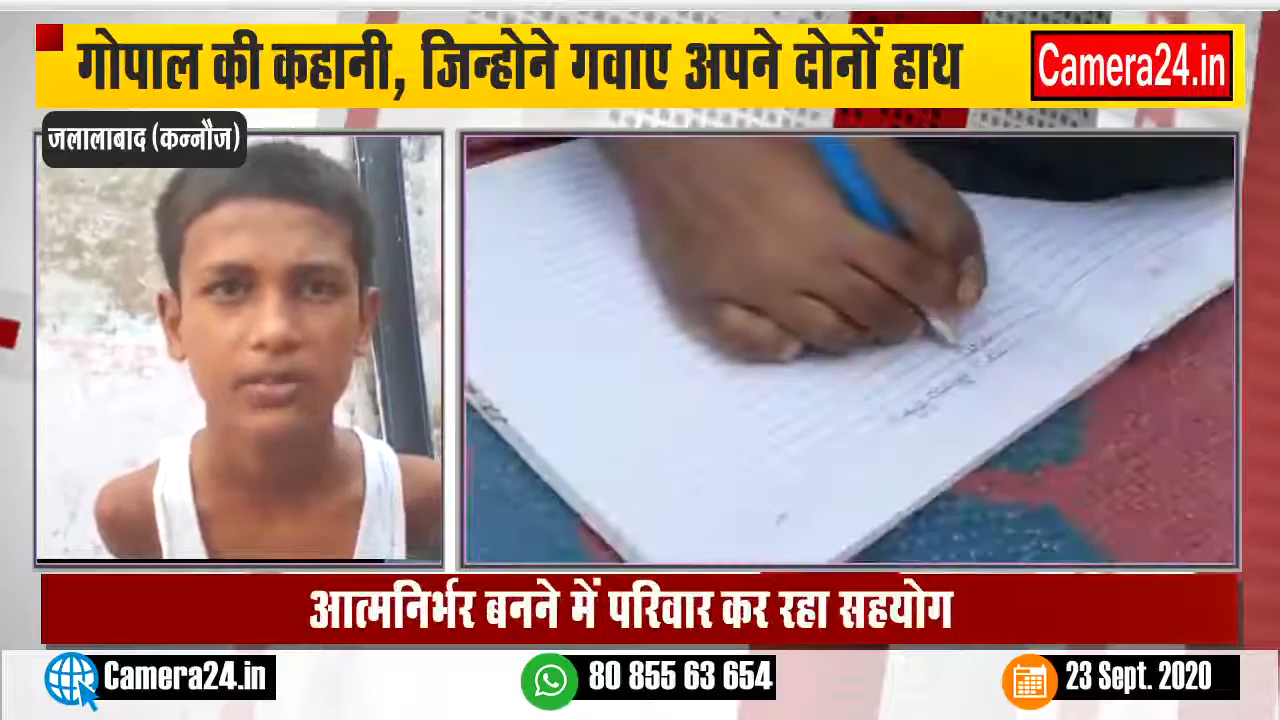 गोपाल की कहानी, जिन्होने गवाए अपने दोनों हाथ
Camera24.in
जलालाबाद (कन्नौज)
आत्मनिर्भर बनने में परिवार कर रहा सहयोग
Camera24.in
80 855 63 654
23 Sept. 2020